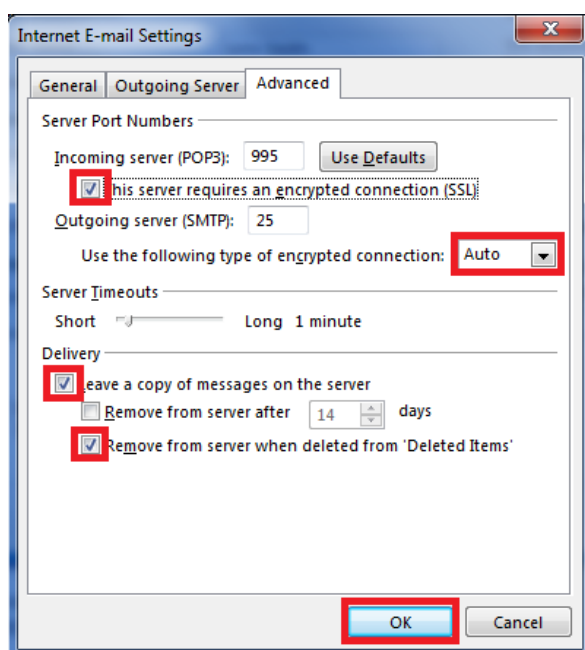 Internet E-mail Settings
General Outgoing Server Advanced
Server Port Numbers
Incoming server (POP3): 995 Use Defaults
his server requires an encrypted connection (SSL)
Outgoing server (SMTP): 25
Use the following type of encrypted connection: Auto
Server Timeouts
Short Long 1 minute
Delivery
eave a copy of messages on the server
Remove from server after 14 days
Remove from server when deleted from 'Deleted Items'
OK Cancel